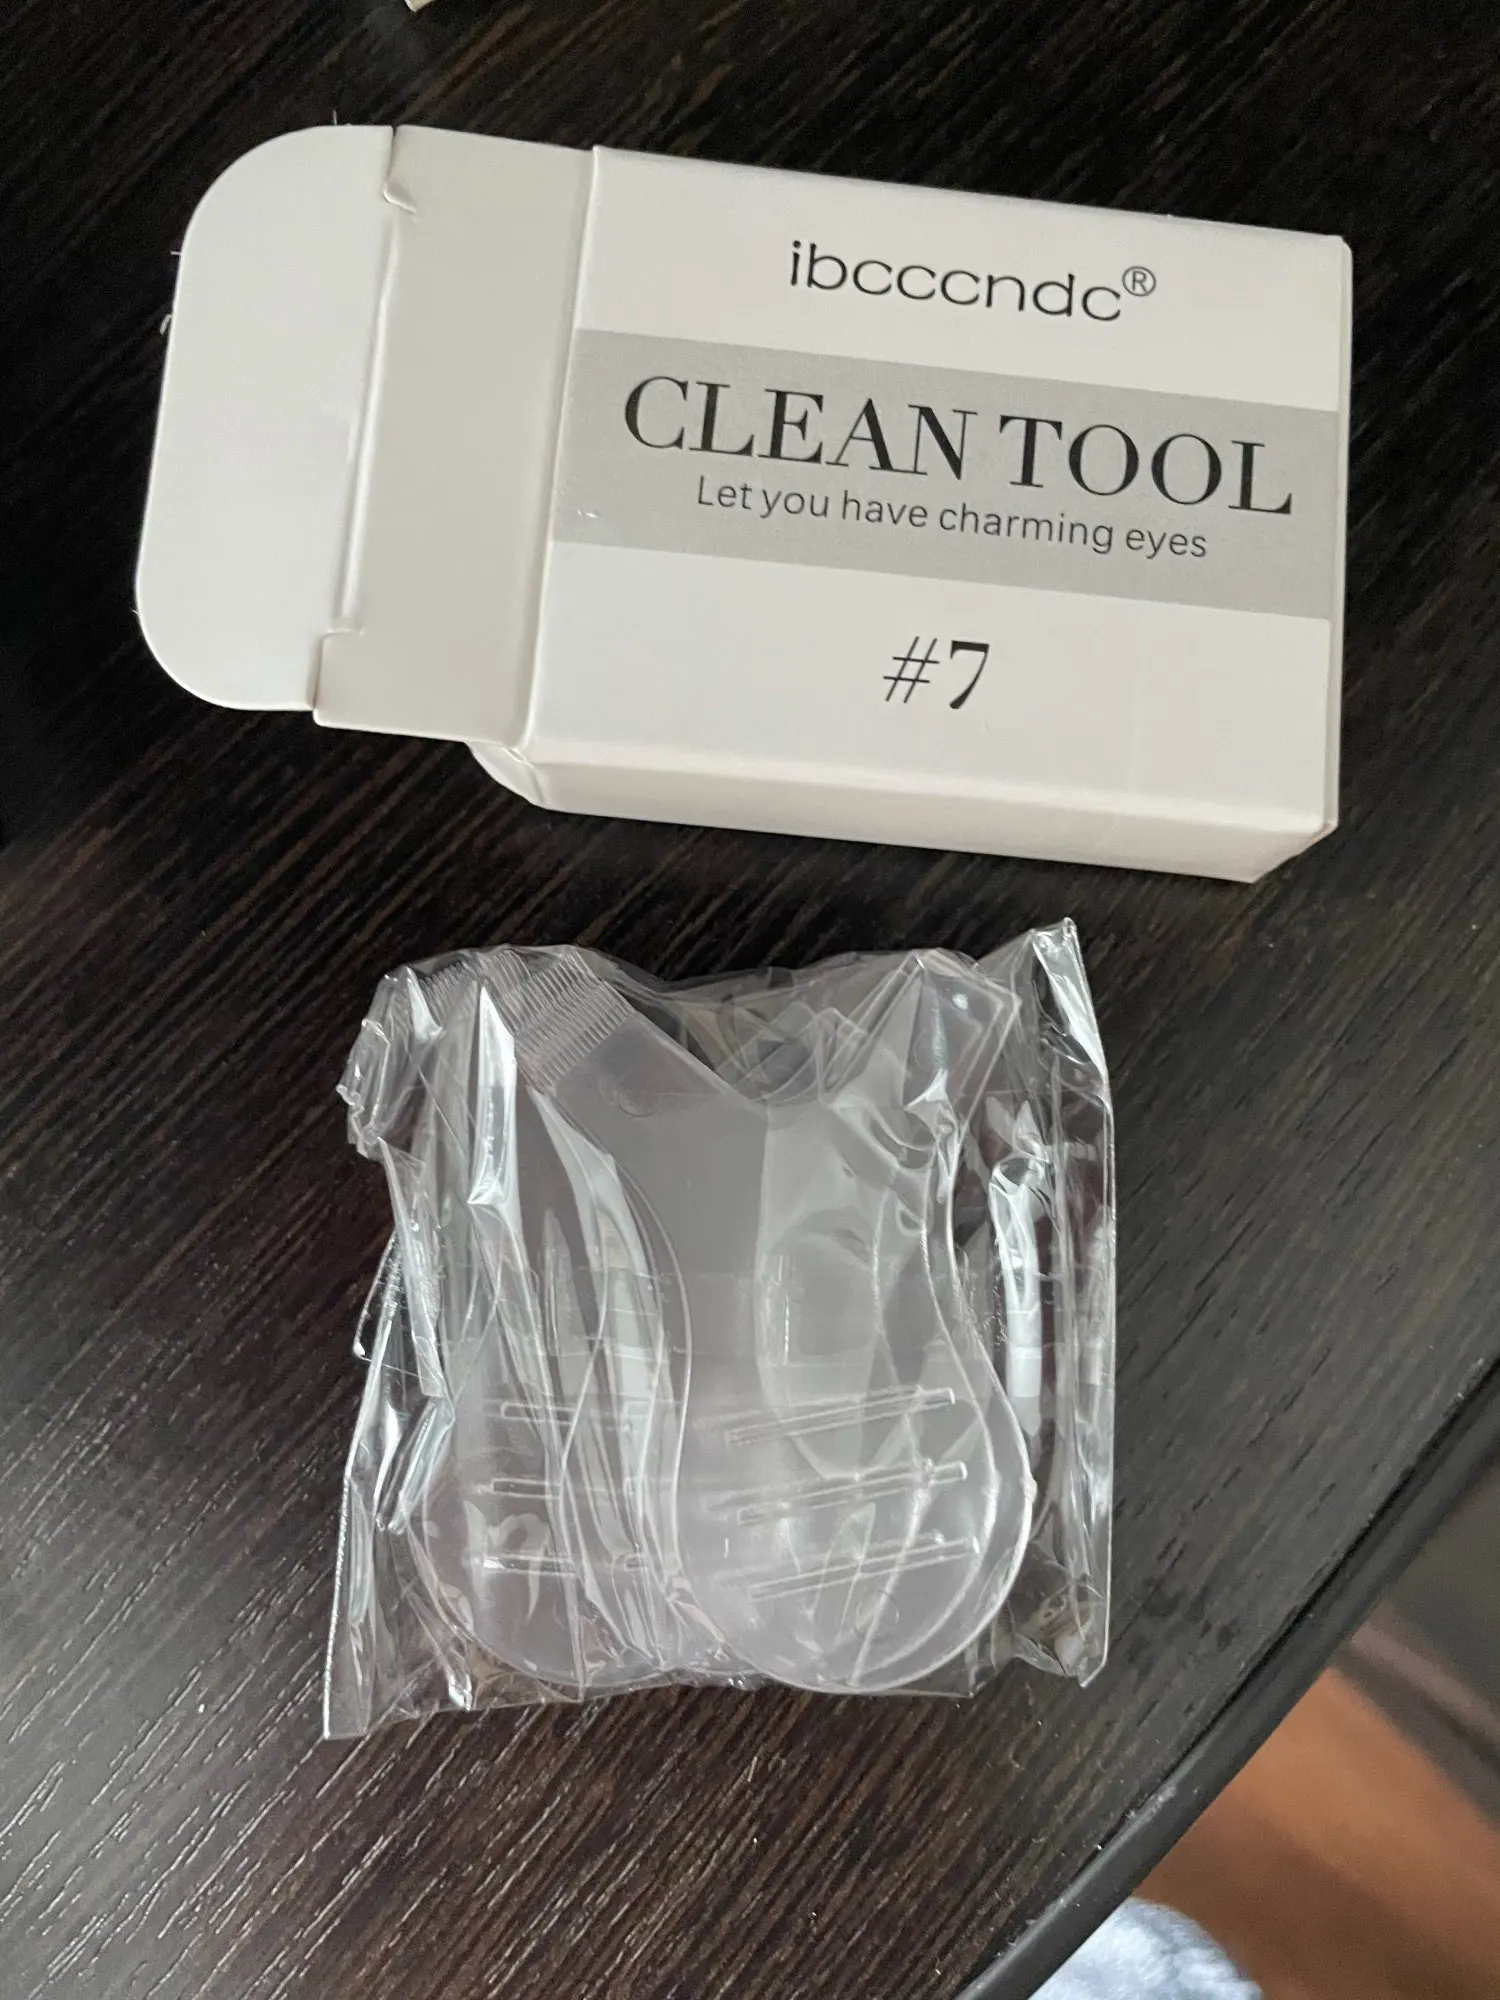 ibcccndc®
CLEAN TOOL
Let you have charming eyes
#7